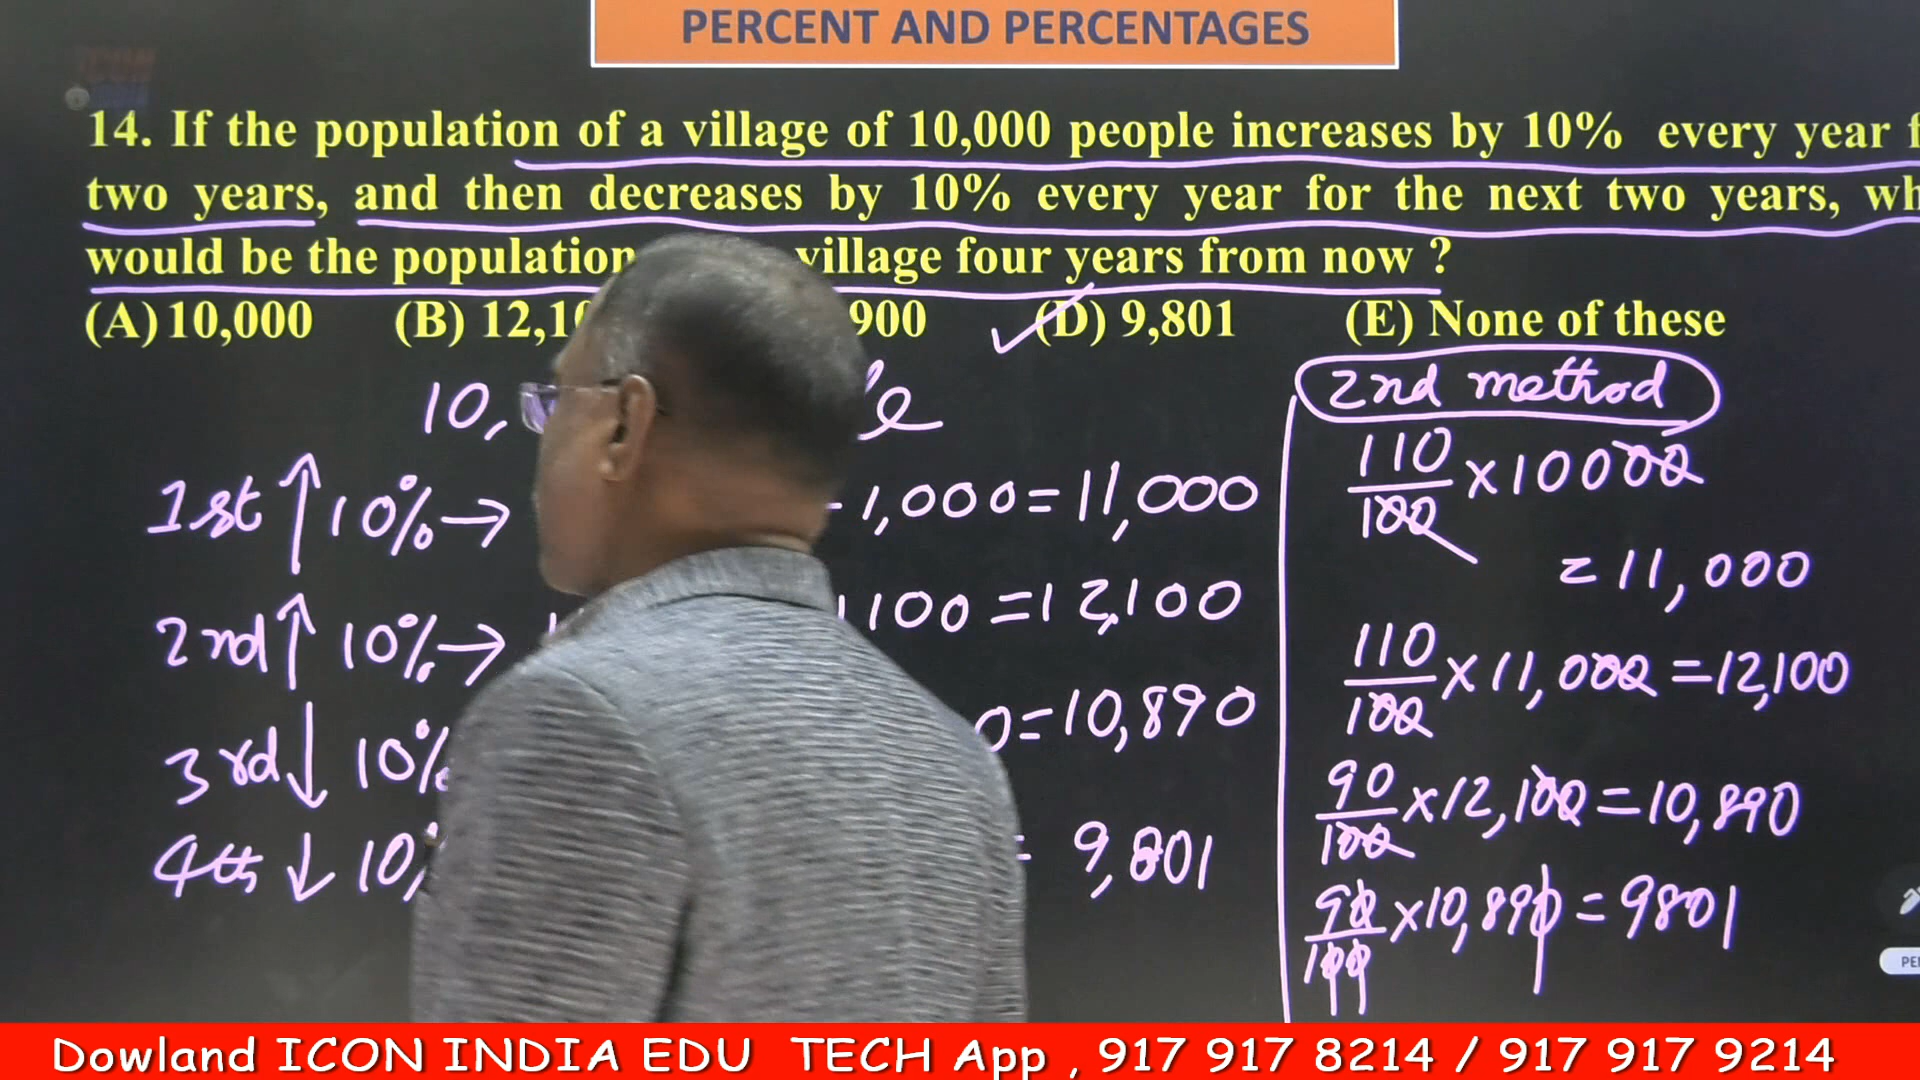 PERCENT AND PERCENTAGES
14. If the population of a village of 10,000 people increases by 10% every year
two years, and then decreases by 10% every year for the next two years,
would be the population village four years from now ?
(A) 10,000 (B) 12,10 900 (D) 9,801 (E) None of these
10, le
1st ↑ 10% → 1,000 = 11,000
2rd ↑ 10% → 1100 = 12,100
3rd ↓ 10% 0 = 10,890
4th ↓ 10% = 9,801
2nd method
110/100 × 10000
= 11,000
110/100 × 11,000 = 12,100
90/100 × 12,100 = 10,890
90/100 × 10,890 = 9801
Dowland ICON INDIA EDU TECH App , 917 917 8214 / 917 917 9214